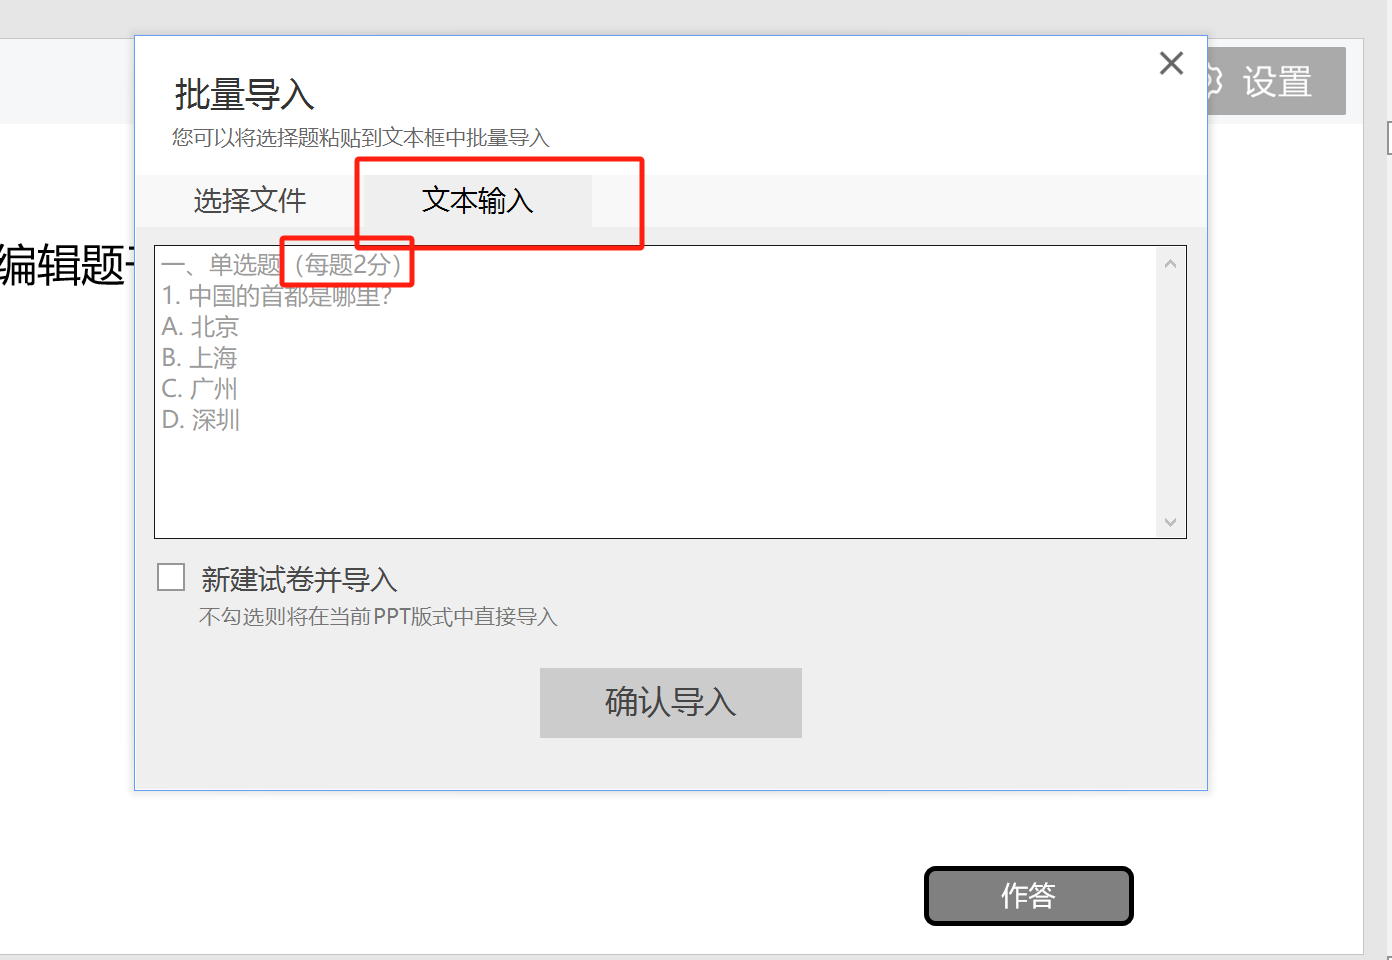 批量导入
设置
您可以将选择题粘贴到文本框中批量导入
选择文件
文本输入
编辑题
一、单选题（每题2分）
1. 中国的首都是哪里?
A. 北京
B. 上海
C. 广州
D. 深圳
新建试卷并导入
不勾选则将在当前PPT版式中直接导入
确认导入
作答